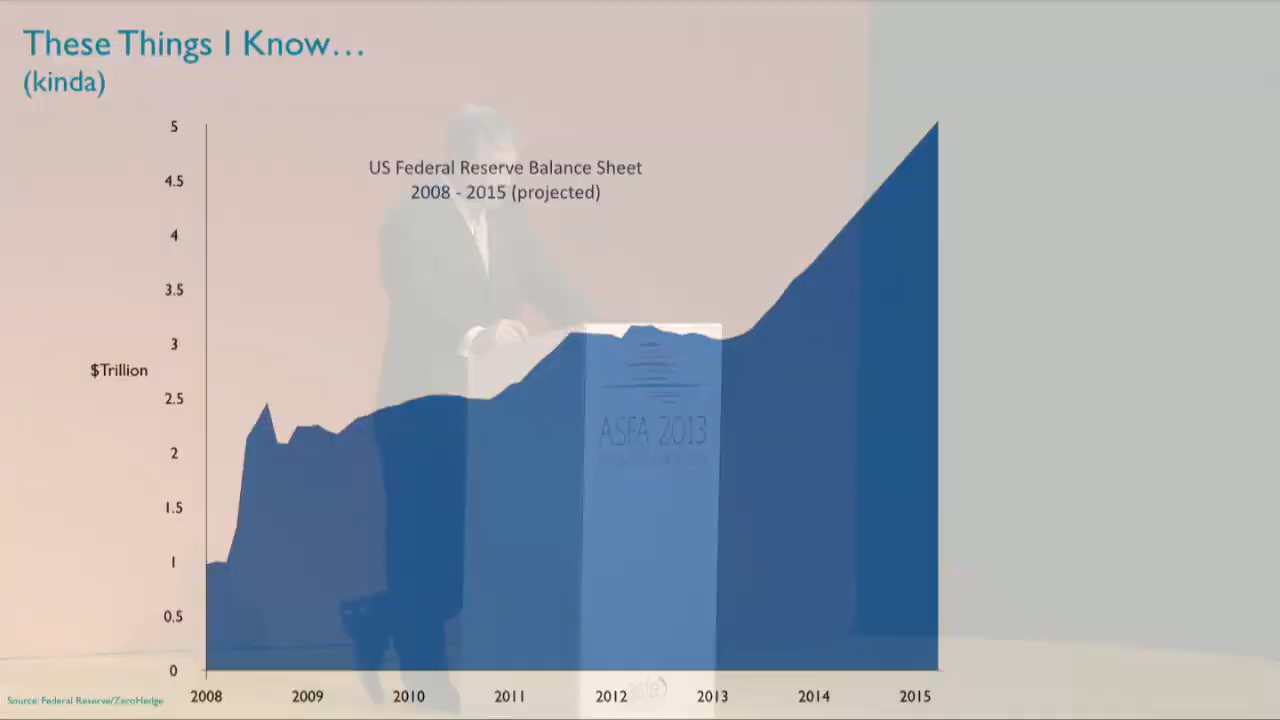 These Things I Know...
(kinda)
US Federal Reserve Balance Sheet
2008 - 2015 (projected)
5
4.5
4
3.5
3
2.5
2
1.5
1
0.5
0
$Trillion
ASFA 2013
2008 2009 2010 2011 2012 2013 2014 2015
Source: Federal Reserve/ZeroHedge